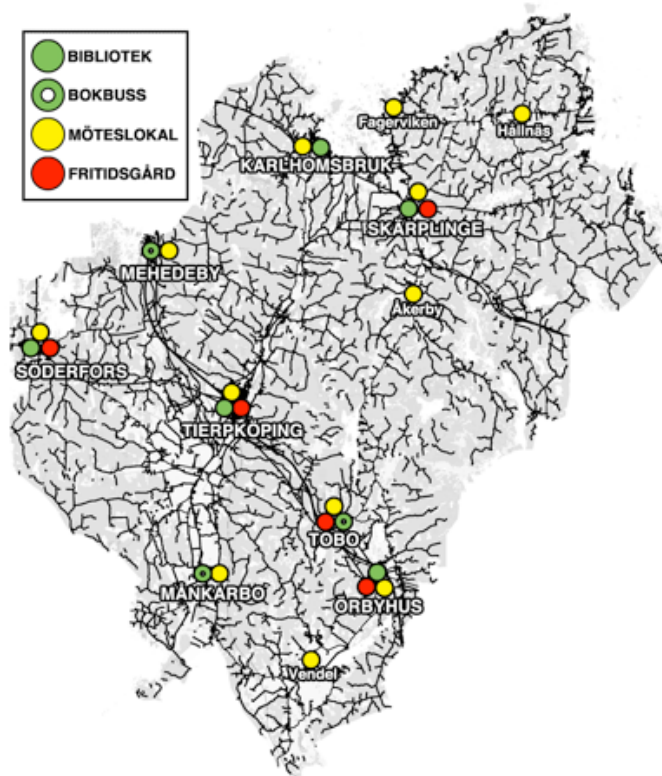 BIBLIOTEK
BOKBUSS
MÖTESLOKAL
FRITIDSGÅRD
Fagerviken
Hållnäs
KARLHOMSBRUK
SKÄRPLINGE
MEHEDEBY
Åkerby
SÖDERFORS
TIERPKÖPING
TOBO
MÅNKARBO
ÖRBYHUS
Vendel